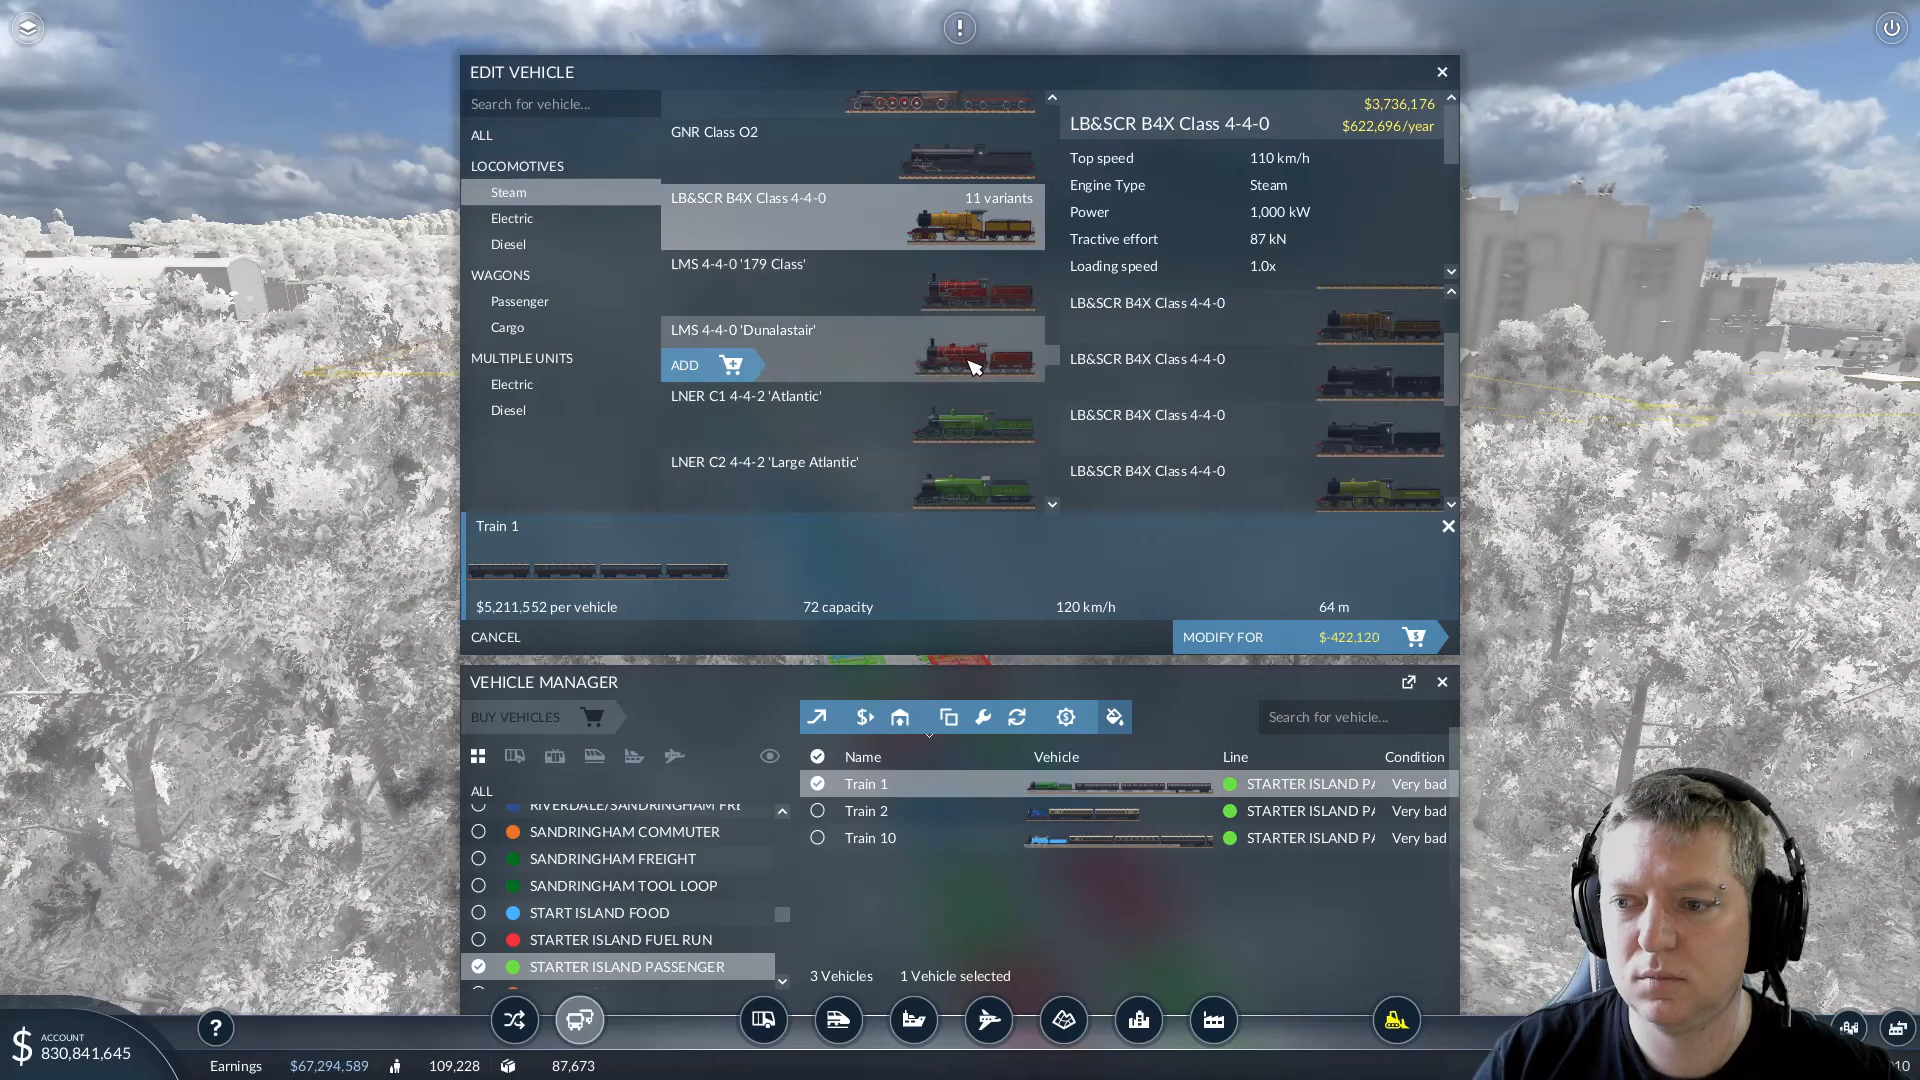 EDIT VEHICLE
Search for vehicle...
ALL
LOCOMOTIVES
Steam
Electric
Diesel
WAGONS
Passenger
Cargo
MULTIPLE UNITS
Electric
Diesel
GNR Class O2
LB&SCR B4X Class 4-4-0 11 variants
LMS 4-4-0 '179 Class'
LMS 4-4-0 'Dunalastair'
ADD
LNER C1 4-4-2 'Atlantic'
LNER C2 4-4-2 'Large Atlantic'
$3,736,176
LB&SCR B4X Class 4-4-0 $622,696/year
Top speed 110 km/h
Engine Type Steam
Power 1,000 kW
Tractive effort 87 kN
Loading speed 1.0x
LB&SCR B4X Class 4-4-0
LB&SCR B4X Class 4-4-0
LB&SCR B4X Class 4-4-0
LB&SCR B4X Class 4-4-0
Train 1
$5,211,552 per vehicle 72 capacity 120 km/h 64 m
CANCEL
MODIFY FOR $-422,120
VEHICLE MANAGER
BUY VEHICLES
Search for vehicle...
ALL
RIVERDALE/SANDRINGHAM FRE
SANDRINGHAM COMMUTER
SANDRINGHAM FREIGHT
SANDRINGHAM TOOL LOOP
START ISLAND FOOD
STARTER ISLAND FUEL RUN
STARTER ISLAND PASSENGER
Name Vehicle Line Condition
Train 1 STARTER ISLAND PA Very bad
Train 2 STARTER ISLAND PA Very bad
Train 10 STARTER ISLAND PA Very bad
3 Vehicles 1 Vehicle selected
$ ACCOUNT
830,841,645
?
Earnings $67,294,589 109,228 87,673
10